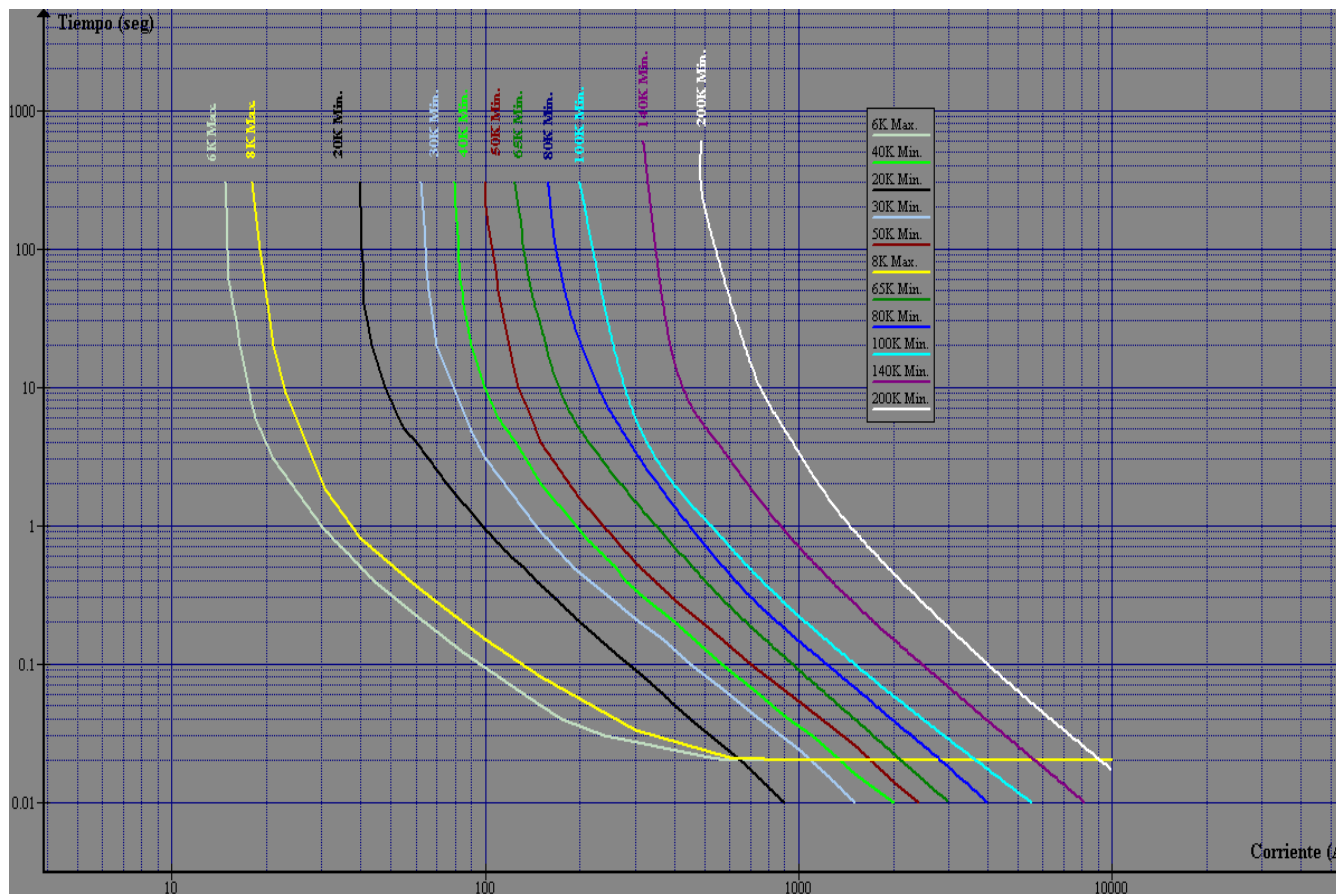 Tiempo (seg)
6K Max.
8K Max.
20K Min.
30K Min.
40K Min.
50K Min.
65K Min.
80K Min.
100K Min.
140K Min.
200K Min.
1000
100
10
1
0.1
0.01
6K Max.
40K Min.
20K Min.
30K Min.
50K Min.
8K Max.
65K Min.
80K Min.
100K Min.
140K Min.
200K Min.
Corriente (A
10
100
1000
10000